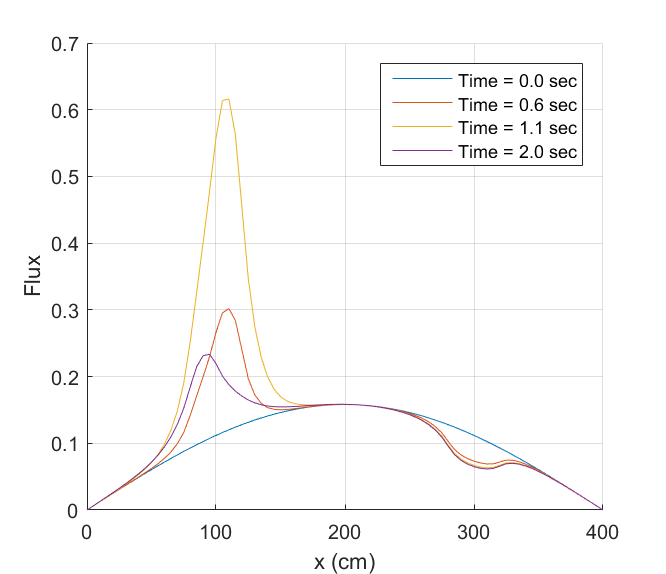 0.7
Time = 0.0 sec
Time = 0.6 sec
Time = 1.1 sec
Time = 2.0 sec
0.6
0.5
0.4
0.3
0.2
0.1
0
Flux
0 100 200 300 400
x (cm)